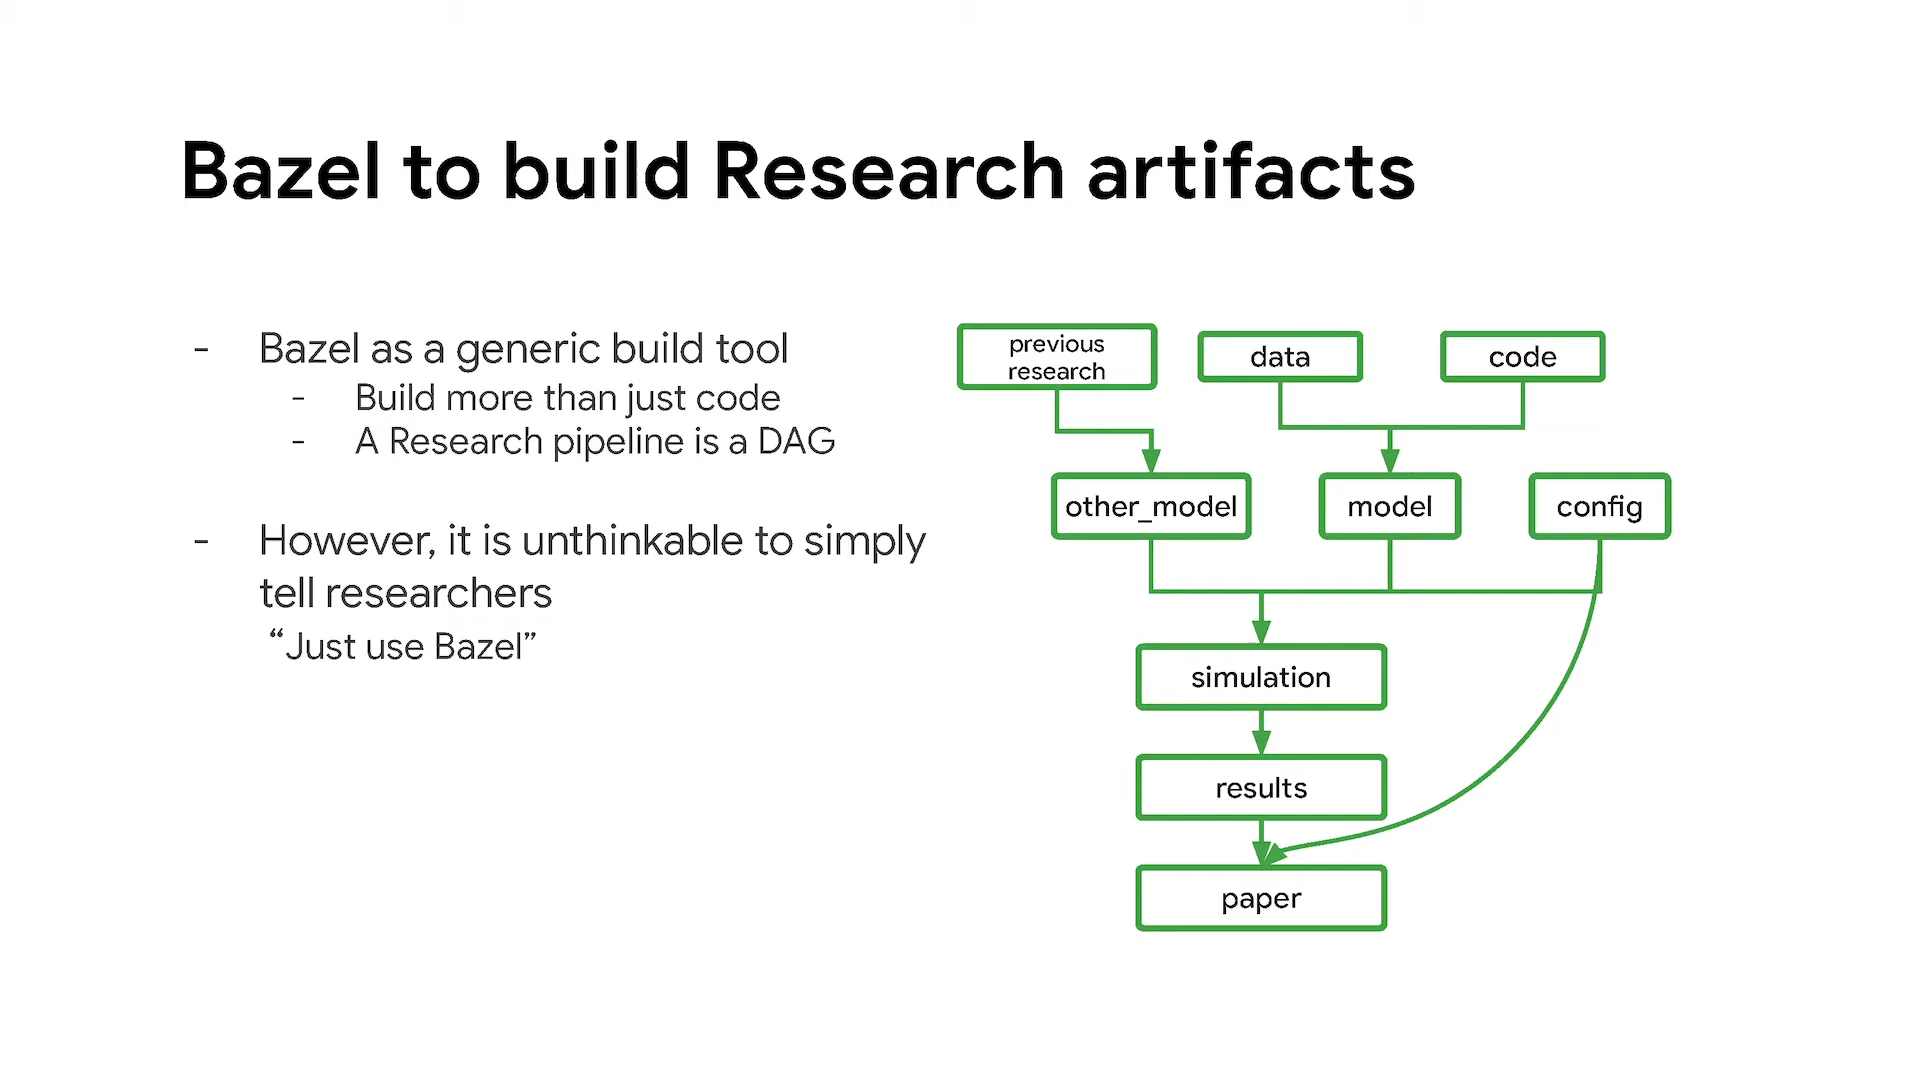 Bazel to build Research artifacts
- Bazel as a generic build tool
- Build more than just code
- A Research pipeline is a DAG
- However, it is unthinkable to simply
tell researchers
“Just use Bazel”
previous
research
data
code
other_model
model
config
simulation
results
paper